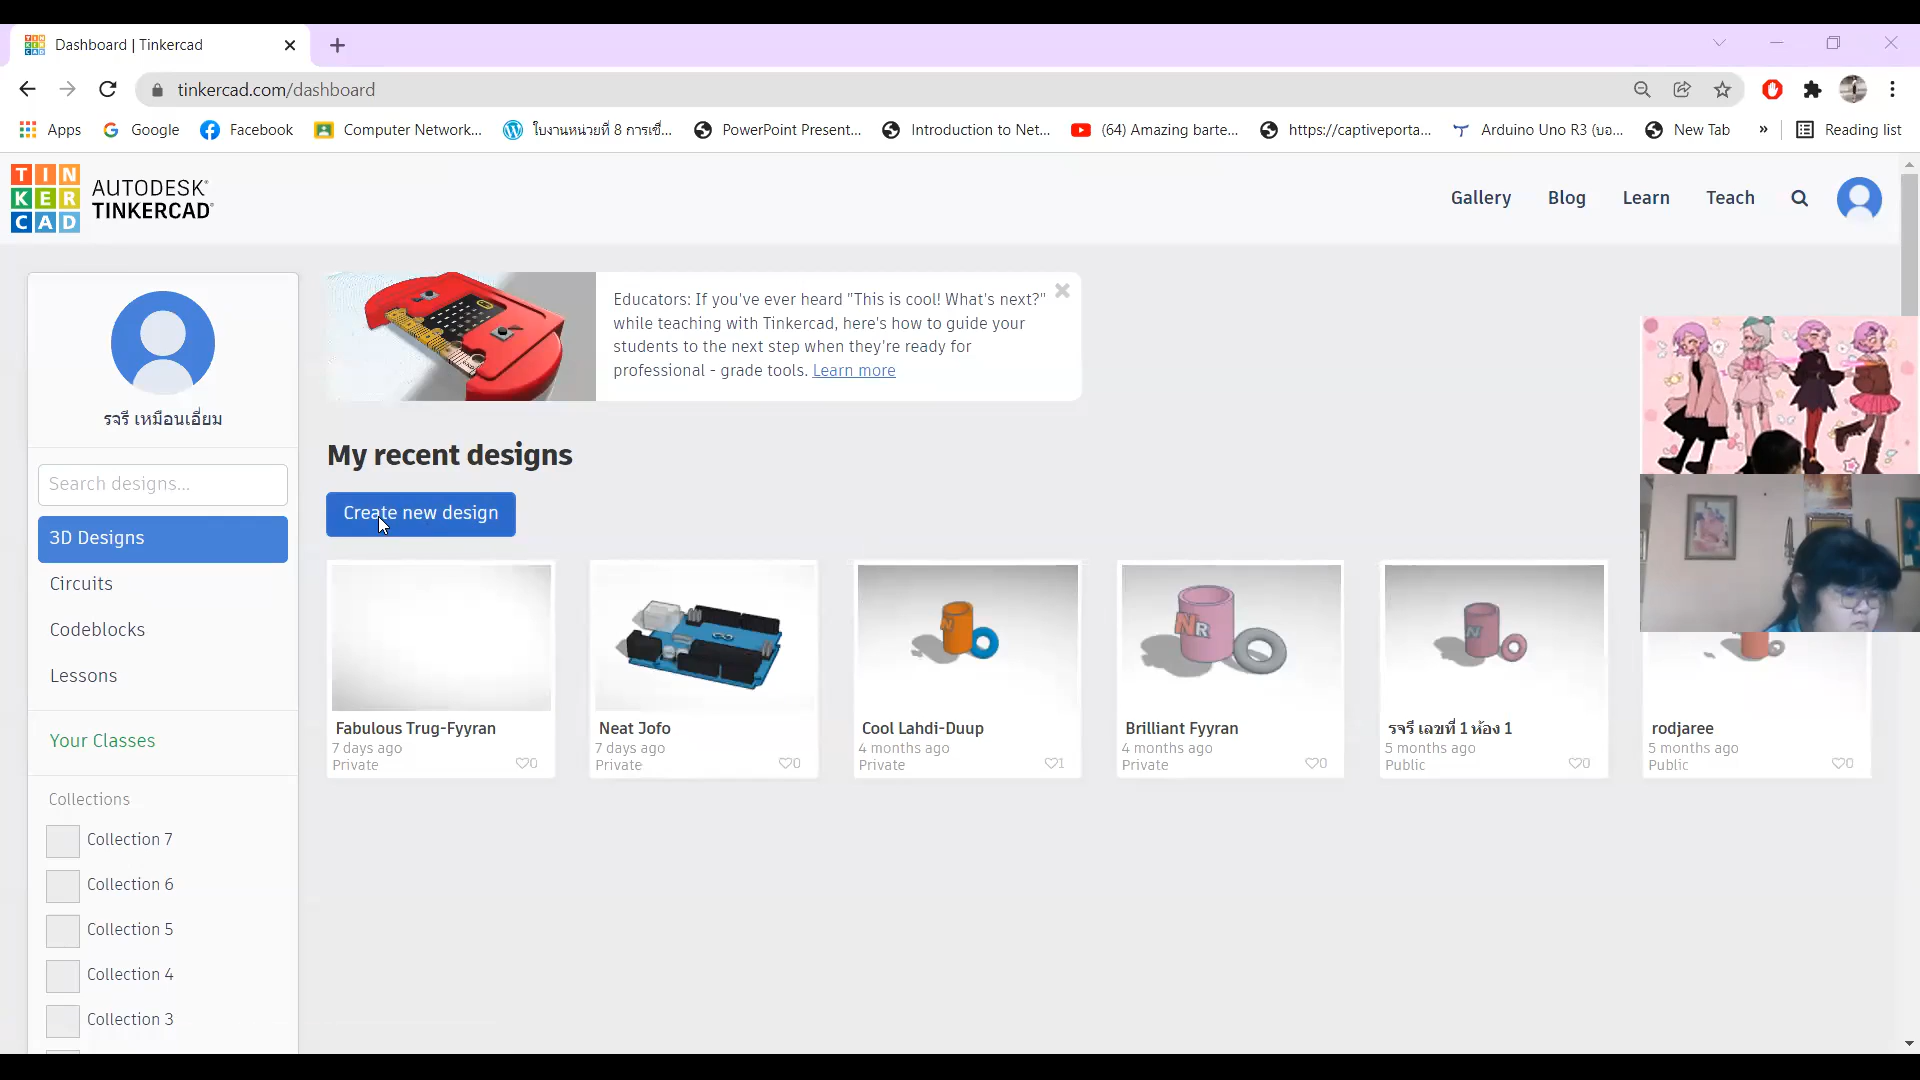 Dashboard | Tinkercad
tinkercad.com/dashboard
Apps Google Facebook Computer Network... ใบงานหน่วยที่ 8 การเชื่... PowerPoint Present... Introduction to Net... (64) Amazing barte... https://captiveporta... Arduino Uno R3 (บอ... New Tab » Reading list
TINKERCAD
AUTODESK®
TINKERCAD®
Gallery Blog Learn Teach
รจรี เหมือนเอี่ยม
Search designs...
3D Designs
Circuits
Codeblocks
Lessons
Your Classes
Collections
Collection 7
Collection 6
Collection 5
Collection 4
Collection 3
Educators: If you've ever heard "This is cool! What's next?"
while teaching with Tinkercad, here's how to guide your
students to the next step when they're ready for
professional - grade tools. Learn more
My recent designs
Create new design
Fabulous Trug-Fyyran
7 days ago
Private
0
Neat Jofo
7 days ago
Private
0
N
Cool Lahdi-Duup
4 months ago
Private
1
NR
Brilliant Fyyran
4 months ago
Private
0
N
รจรี เลขที่ 1 ห้อง 1
5 months ago
Public
0
rodjaree
5 months ago
Public
0